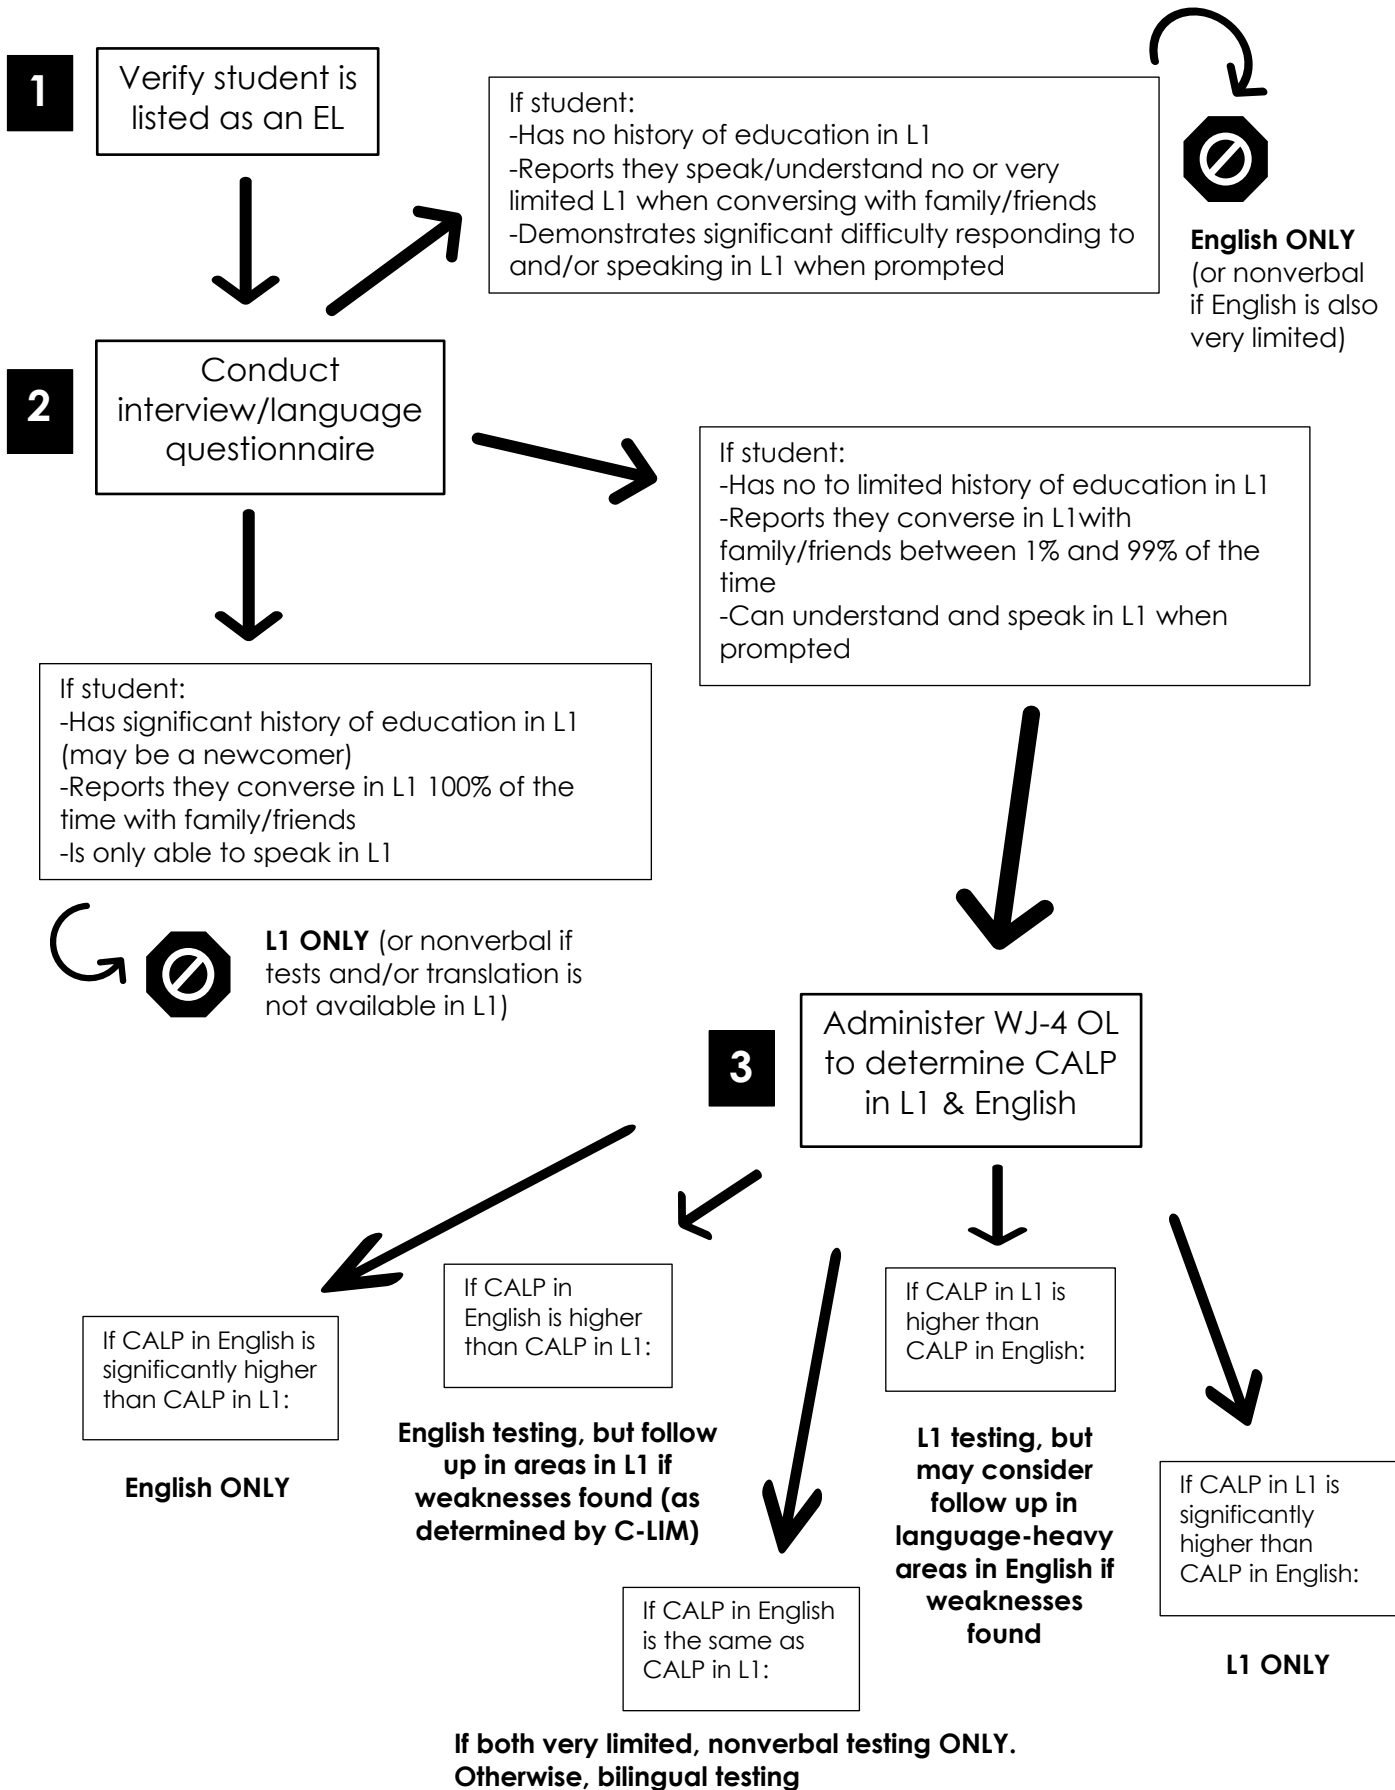 1
Verify student is
listed as an EL
If student:
-Has no history of education in L1
-Reports they speak/understand no or very
limited L1 when conversing with family/friends
-Demonstrates significant difficulty responding to
and/or speaking in L1 when prompted
English ONLY
(or nonverbal
if English is also
very limited)
2
Conduct
interview/language
questionnaire
If student:
-Has no to limited history of education in L1
-Reports they converse in L1with
family/friends between 1% and 99% of the
time
-Can understand and speak in L1 when
prompted
If student:
-Has significant history of education in L1
(may be a newcomer)
-Reports they converse in L1 100% of the
time with family/friends
-Is only able to speak in L1
L1 ONLY (or nonverbal if
tests and/or translation is
not available in L1)
3
Administer WJ-4 OL
to determine CALP
in L1 & English
If CALP in English is
significantly higher
than CALP in L1:
English ONLY
If CALP in
English is higher
than CALP in L1:
English testing, but follow
up in areas in L1 if
weaknesses found (as
determined by C-LIM)
If CALP in English
is the same as
CALP in L1:
If both very limited, nonverbal testing ONLY.
Otherwise, bilingual testing
If CALP in L1 is
higher than
CALP in English:
L1 testing, but
may consider
follow up in
language-heavy
areas in English if
weaknesses
found
If CALP in L1 is
significantly
higher than
CALP in English:
L1 ONLY